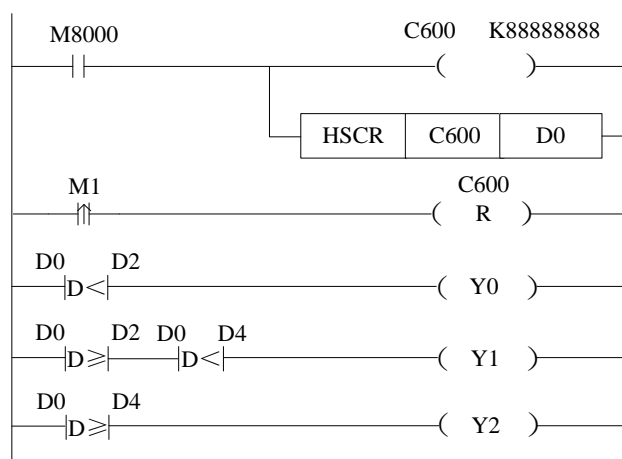 M8000 C600 K88888888
HSCR C600 D0
M1 C600
R
D0 D2
D < Y0
D0 D2 D0 D4
D ≥ D < Y1
D0 D4
D ≥ Y2